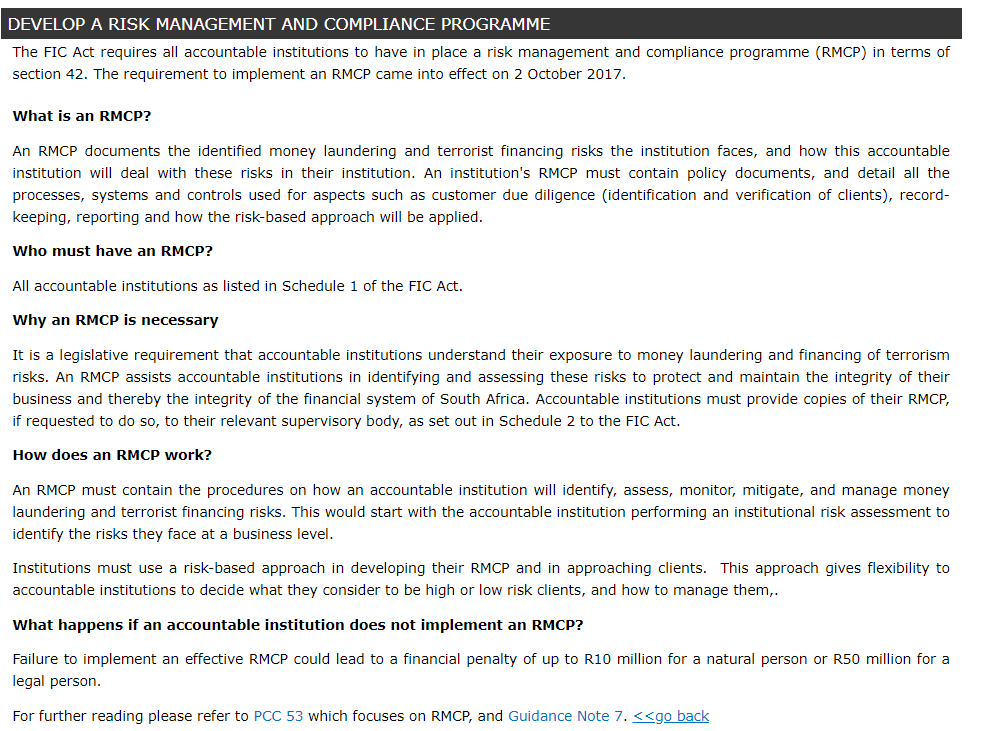 DEVELOP A RISK MANAGEMENT AND COMPLIANCE PROGRAMME
The FIC Act requires all accountable institutions to have in place a risk management and compliance programme (RMCP) in terms of
section 42. The requirement to implement an RMCP came into effect on 2 October 2017.
What is an RMCP?
An RMCP documents the identified money laundering and terrorist financing risks the institution faces, and how this accountable
institution will deal with these risks in their institution. An institution's RMCP must contain policy documents, and detail all the
processes, systems and controls used for aspects such as customer due diligence (identification and verification of clients), record-
keeping, reporting and how the risk-based approach will be applied.
Who must have an RMCP?
All accountable institutions as listed in Schedule 1 of the FIC Act.
Why an RMCP is necessary
It is a legislative requirement that accountable institutions understand their exposure to money laundering and financing of terrorism
risks. An RMCP assists accountable institutions in identifying and assessing these risks to protect and maintain the integrity of their
business and thereby the integrity of the financial system of South Africa. Accountable institutions must provide copies of their RMCP,
if requested to do so, to their relevant supervisory body, as set out in Schedule 2 to the FIC Act.
How does an RMCP work?
An RMCP must contain the procedures on how an accountable institution will identify, assess, monitor, mitigate, and manage money
laundering and terrorist financing risks. This would start with the accountable institution performing an institutional risk assessment to
identify the risks they face at a business level.
Institutions must use a risk-based approach in developing their RMCP and in approaching clients.  This approach gives flexibility to
accountable institutions to decide what they consider to be high or low risk clients, and how to manage them,.
What happens if an accountable institution does not implement an RMCP?
Failure to implement an effective RMCP could lead to a financial penalty of up to R10 million for a natural person or R50 million for a
legal person.
For further reading please refer to PCC 53 which focuses on RMCP, and Guidance Note 7. <<go back